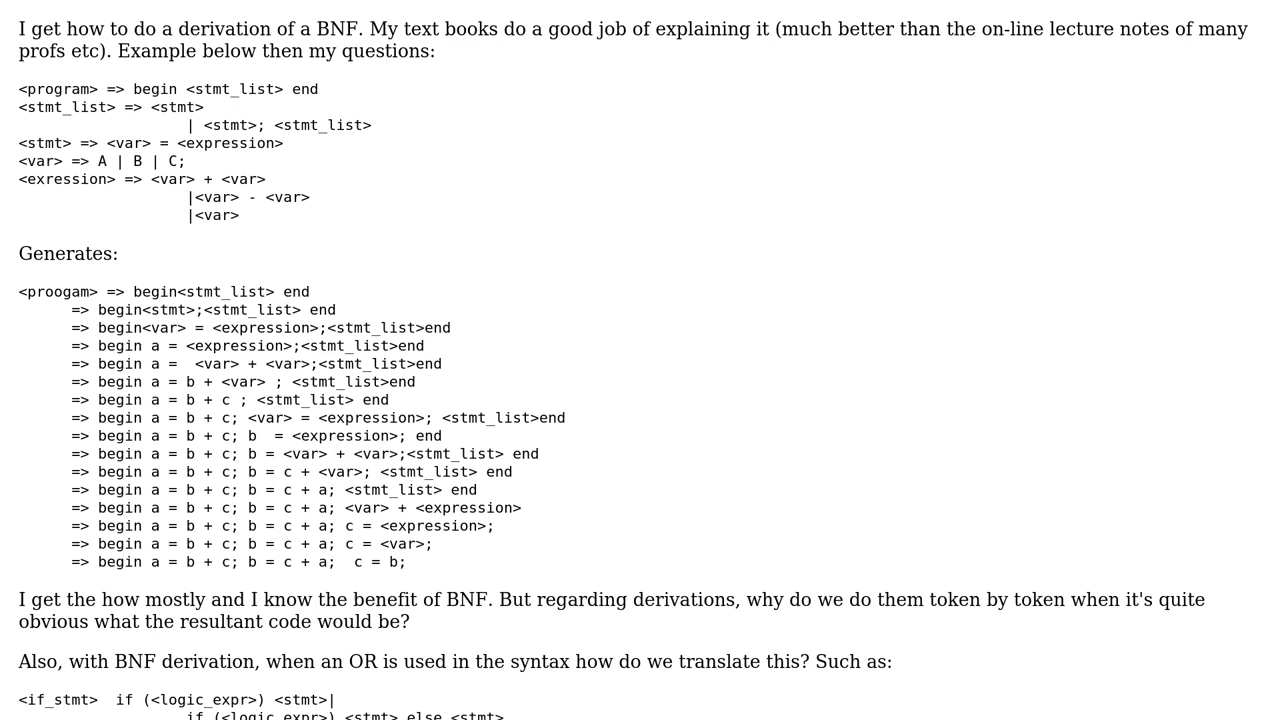 I get how to do a derivation of a BNF. My text books do a good job of explaining it (much better than the on-line lecture notes of many
profs etc). Example below then my questions:
<program> => begin <stmt_list> end
<stmt_list> => <stmt>
| <stmt>; <stmt_list>
<stmt> => <var> = <expression>
<var> => A | B | C;
<exression> => <var> + <var>
|<var> - <var>
|<var>
Generates:
<proogam> => begin<stmt_list> end
=> begin<stmt>;<stmt_list> end
=> begin<var> = <expression>;<stmt_list>end
=> begin a = <expression>;<stmt_list>end
=> begin a =  <var> + <var>;<stmt_list>end
=> begin a = b + <var> ; <stmt_list>end
=> begin a = b + c ; <stmt_list> end
=> begin a = b + c; <var> = <expression>; <stmt_list>end
=> begin a = b + c; b  = <expression>; end
=> begin a = b + c; b = <var> + <var>;<stmt_list> end
=> begin a = b + c; b = c + <var>; <stmt_list> end
=> begin a = b + c; b = c + a; <stmt_list> end
=> begin a = b + c; b = c + a; <var> + <expression>
=> begin a = b + c; b = c + a; c = <expression>;
=> begin a = b + c; b = c + a; c = <var>;
=> begin a = b + c; b = c + a;  c = b;
I get the how mostly and I know the benefit of BNF. But regarding derivations, why do we do them token by token when it's quite
obvious what the resultant code would be?
Also, with BNF derivation, when an OR is used in the syntax how do we translate this? Such as:
<if_stmt>  if (<logic_expr>) <stmt>|
if (<logic_expr>) <stmt> else <stmt>